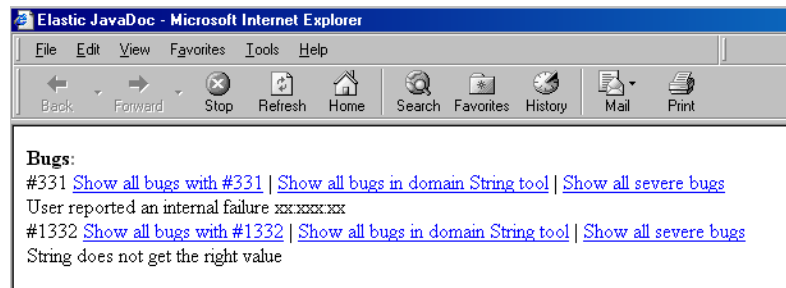 Elastic JavaDoc - Microsoft Internet Explorer
File Edit View Favorites Tools Help
Back Forward Stop Refresh Home Search Favorites History Mail Print
Bugs:
#331 Show all bugs with #331 | Show all bugs in domain String tool | Show all severe bugs
User reported an internal failure xx:xxx:xx
#1332 Show all bugs with #1332 | Show all bugs in domain String tool | Show all severe bugs
String does not get the right value